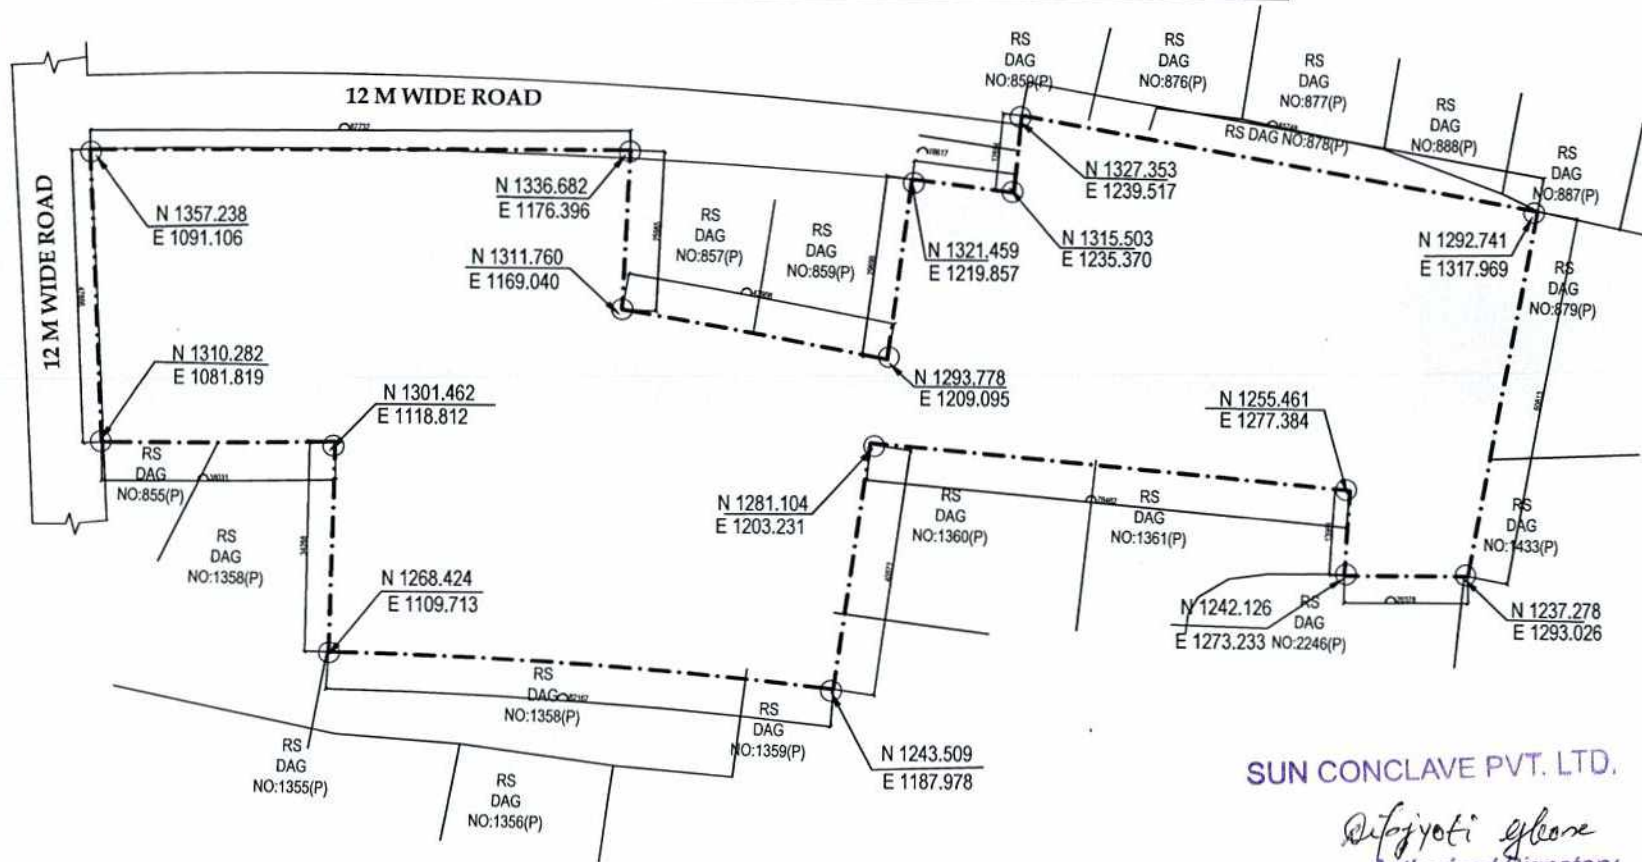 12 M WIDE ROAD
12 M WIDE ROAD
RS
DAG
NO:859(P)
RS
DAG
NO:876(P)
RS
DAG
NO:877(P)
RS
DAG
NO:888(P)
RS DAG NO:878(P)
RS
DAG
NO:887(P)
N 1357.238
E 1091.106
N 1336.682
E 1176.396
N 1311.760
E 1169.040
RS
DAG
NO:857(P)
RS
DAG
NO:859(P)
N 1327.353
E 1239.517
N 1321.459
E 1219.857
N 1315.503
E 1235.370
N 1292.741
E 1317.969
RS
DAG
NO:879(P)
N 1310.282
E 1081.819
N 1301.462
E 1118.812
N 1293.778
E 1209.095
N 1255.461
E 1277.384
RS
DAG
NO:855(P)
RS
DAG
NO:1358(P)
N 1281.104
E 1203.231
RS
DAG
NO:1360(P)
RS
DAG
NO:1361(P)
RS
DAG
NO:1433(P)
N 1268.424
E 1109.713
N 1242.126
E 1273.233
RS
DAG
NO:2246(P)
N 1237.278
E 1293.026
RS
DAG
NO:1358(P)
RS
DAG
NO:1359(P)
RS
DAG
NO:1355(P)
RS
DAG
NO:1356(P)
N 1243.509
E 1187.978
SUN CONCLAVE PVT. LTD.